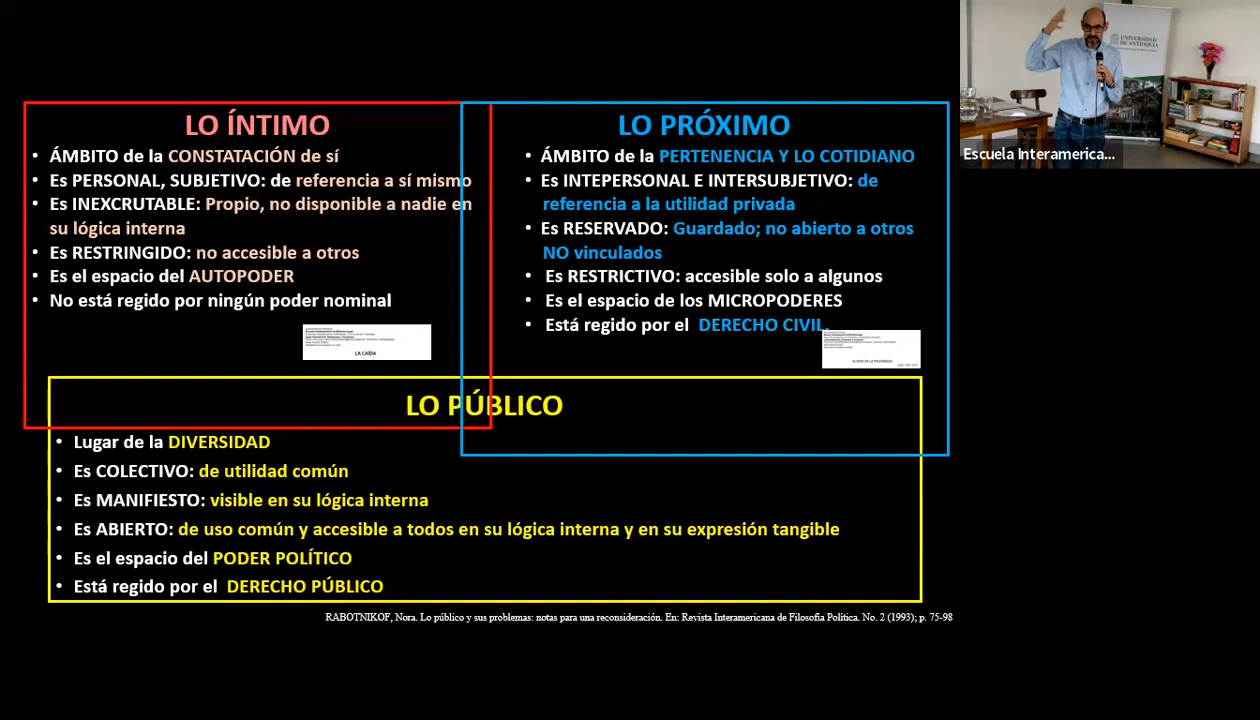 LO ÍNTIMO
• ÁMBITO de la CONSTATACIÓN de sí
• Es PERSONAL, SUBJETIVO: de referencia a sí mismo
• Es INEXCRUTABLE: Propio, no disponible a nadie en
su lógica interna
• Es RESTRINGIDO: no accesible a otros
• Es el espacio del AUTOPODER
• No está regido por ningún poder nominal
LA CAÍDA
LO PRÓXIMO
• ÁMBITO de la PERTENENCIA Y LO COTIDIANO
• Es INTEPERSONAL E INTERSUBJETIVO: de
referencia a la utilidad privada
• Es RESERVADO: Guardado; no abierto a otros
NO vinculados
• Es RESTRICTIVO: accesible solo a algunos
• Es el espacio de los MICROPODERES
• Está regido por el DERECHO CIVIL.
LO PÚBLICO
• Lugar de la DIVERSIDAD
• Es COLECTIVO: de utilidad común
• Es MANIFIESTO: visible en su lógica interna
• Es ABIERTO: de uso común y accesible a todos en su lógica interna y en su expresión tangible
• Es el espacio del PODER POLÍTICO
• Está regido por el DERECHO PÚBLICO
RABOTNIKOF, Nora. Lo público y sus problemas: notas para una reconsideración. En: Revista Interamericana de Filosofía Política. No. 2 (1993); p. 75-98
UNIVERSIDAD
DE ANTIOQUIA
Escuela Interamerica...